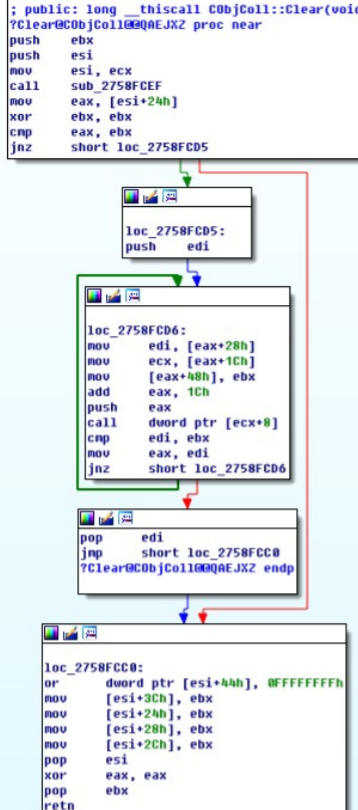 ; public: long __thiscall CObjColl::Clear(voi
?Clear@CObjColl@@QAEJXZ proc near
push ebx
push esi
mov esi, ecx
call sub_2758FCEF
mov eax, [esi+24h]
xor ebx, ebx
cmp eax, ebx
jnz short loc_2758FCD5
loc_2758FCD5:
push edi
loc_2758FCD6:
mov edi, [eax+28h]
mov ecx, [eax+1Ch]
mov [eax+48h], ebx
add eax, 1Ch
push eax
call dword ptr [ecx+8]
cmp edi, ebx
mov eax, edi
jnz short loc_2758FCD6
pop edi
jmp short loc_2758FCC0
?Clear@CObjColl@@QAEJXZ endp
loc_2758FCC0:
or dword ptr [esi+44h], 0FFFFFFFFh
mov [esi+3Ch], ebx
mov [esi+24h], ebx
mov [esi+28h], ebx
mov [esi+2Ch], ebx
pop esi
xor eax, eax
pop ebx
retn